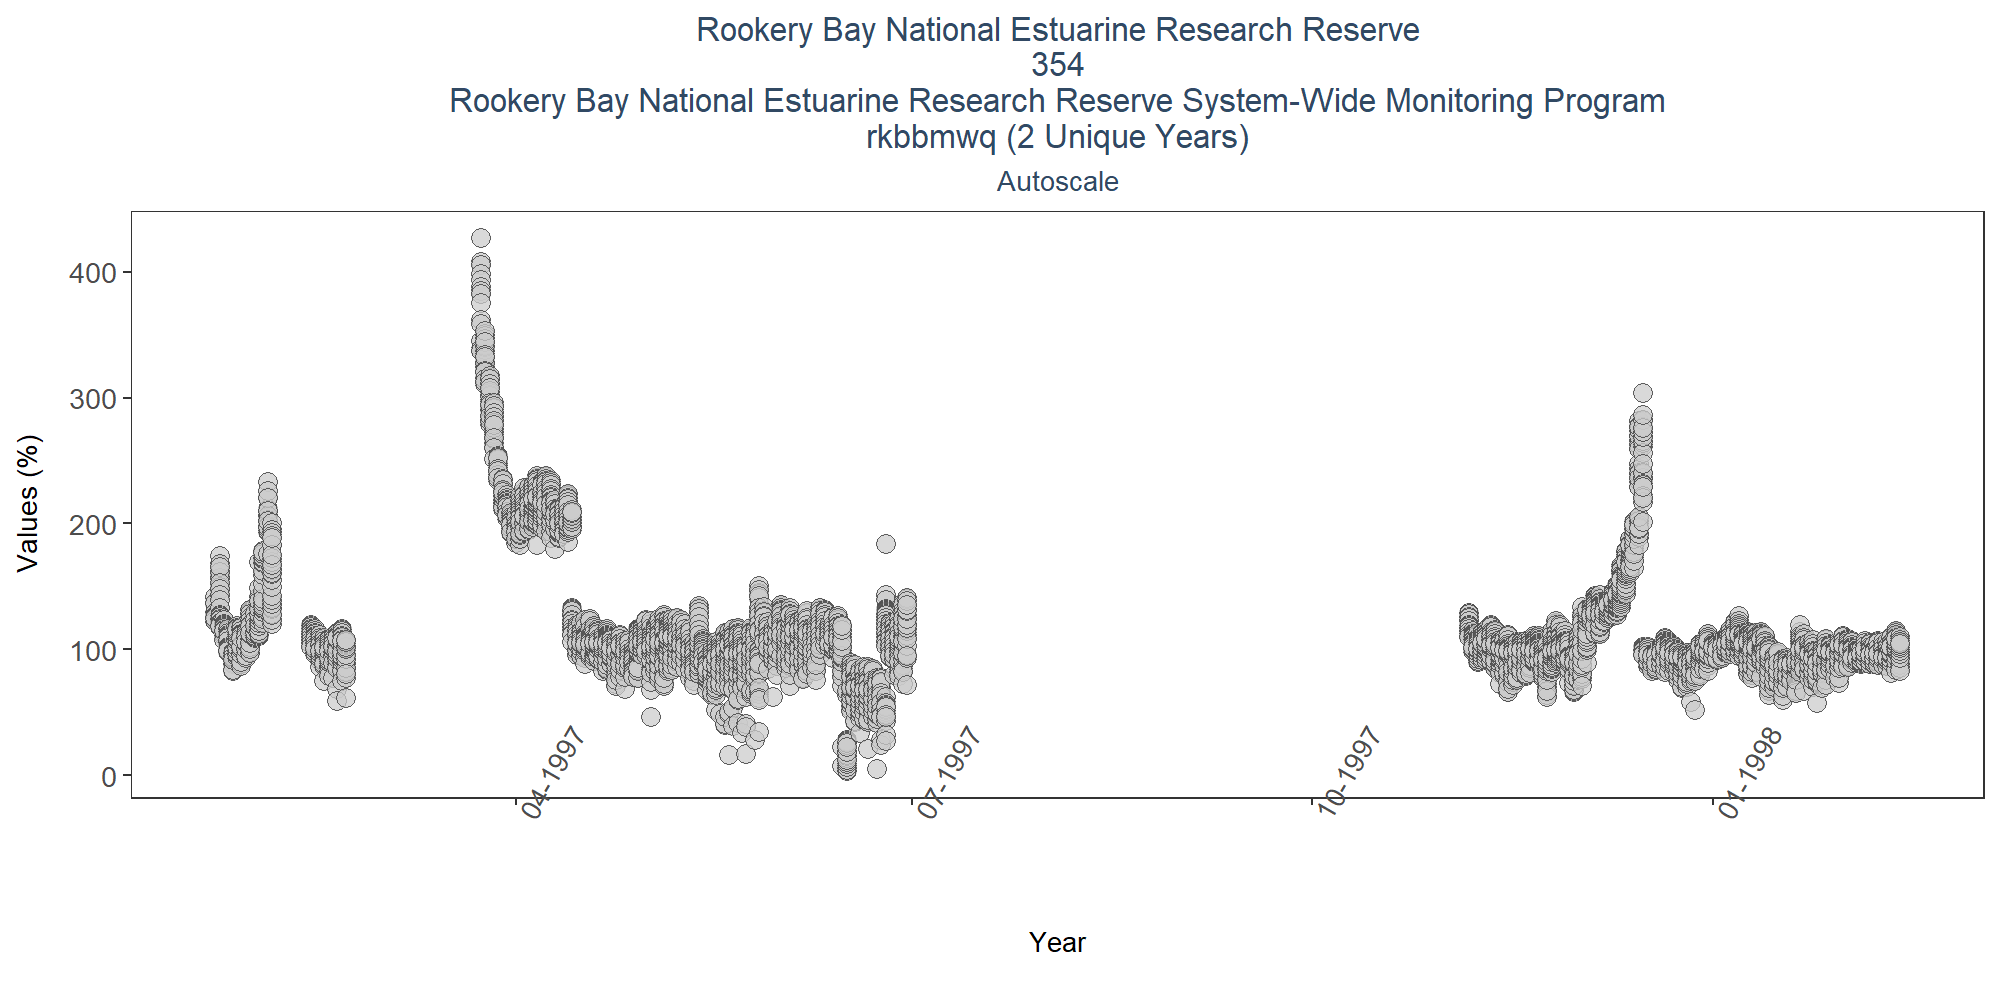 Rookery Bay National Estuarine Research Reserve
354
Rookery Bay National Estuarine Research Reserve System-Wide Monitoring Program
rkbbmwq (2 Unique Years)
Autoscale
Values (%)
400
300
200
100
0
04-1997
07-1997
10-1997
01-1998
Year